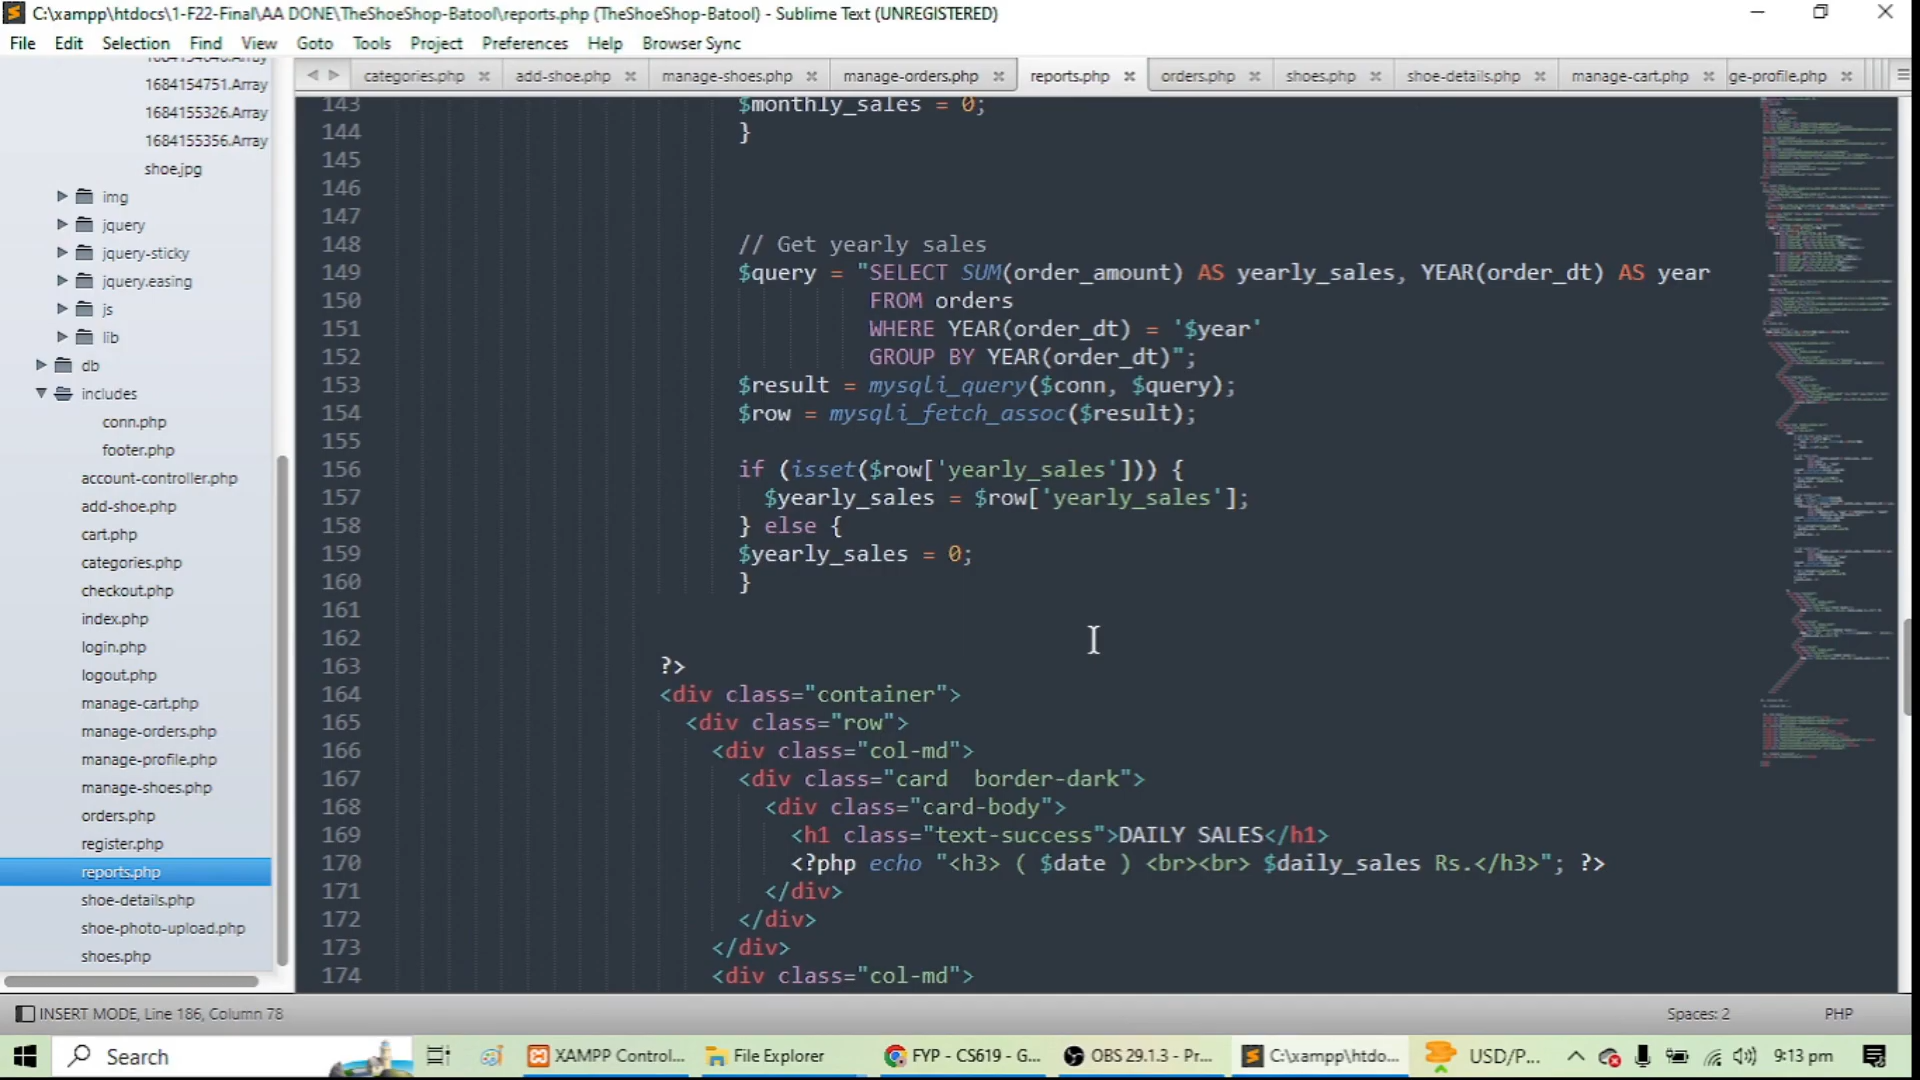 C:\xampp\htdocs\1-F22-Final\AA DONE\TheShoeShop-Batool\reports.php (TheShoeShop-Batool) - Sublime Text (UNREGISTERED)
File Edit Selection Find View Goto Tools Project Preferences Help Browser Sync
categories.php add-shoe.php manage-shoes.php manage-orders.php reports.php orders.php shoes.php shoe-details.php manage-cart.php ge-profile.php
1684154751.Array
1684155326.Array
1684155356.Array
shoe.jpg
img
jquery
jquery-sticky
jquery.easing
js
lib
db
includes
conn.php
footer.php
account-controller.php
add-shoe.php
cart.php
categories.php
checkout.php
index.php
login.php
logout.php
manage-cart.php
manage-orders.php
manage-profile.php
manage-shoes.php
orders.php
register.php
reports.php
shoe-details.php
shoe-photo-upload.php
shoes.php
143 $monthly_sales = 0;
144 }
145
146
147
148 // Get yearly sales
149 $query = "SELECT SUM(order_amount) AS yearly_sales, YEAR(order_dt) AS year
150 FROM orders
151 WHERE YEAR(order_dt) = '$year'
152 GROUP BY YEAR(order_dt)";
153 $result = mysqli_query($conn, $query);
154 $row = mysqli_fetch_assoc($result);
155
156 if (isset($row['yearly_sales'])) {
157 $yearly_sales = $row['yearly_sales'];
158 } else {
159 $yearly_sales = 0;
160 }
161
162
163 ?>
164 <div class="container">
165 <div class="row">
166 <div class="col-md">
167 <div class="card  border-dark">
168 <div class="card-body">
169 <h1 class="text-success">DAILY SALES</h1>
170 <?php echo "<h3> ( $date ) <br><br> $daily_sales Rs.</h3>"; ?>
171 </div>
172 </div>
173 </div>
174 <div class="col-md">
INSERT MODE, Line 186, Column 78 Spaces: 2 PHP
Search XAMPP Control... File Explorer FYP - CS619 - G... OBS 29.1.3 - Pr... C:\xampp\htdo... USD/P... 9:13 pm